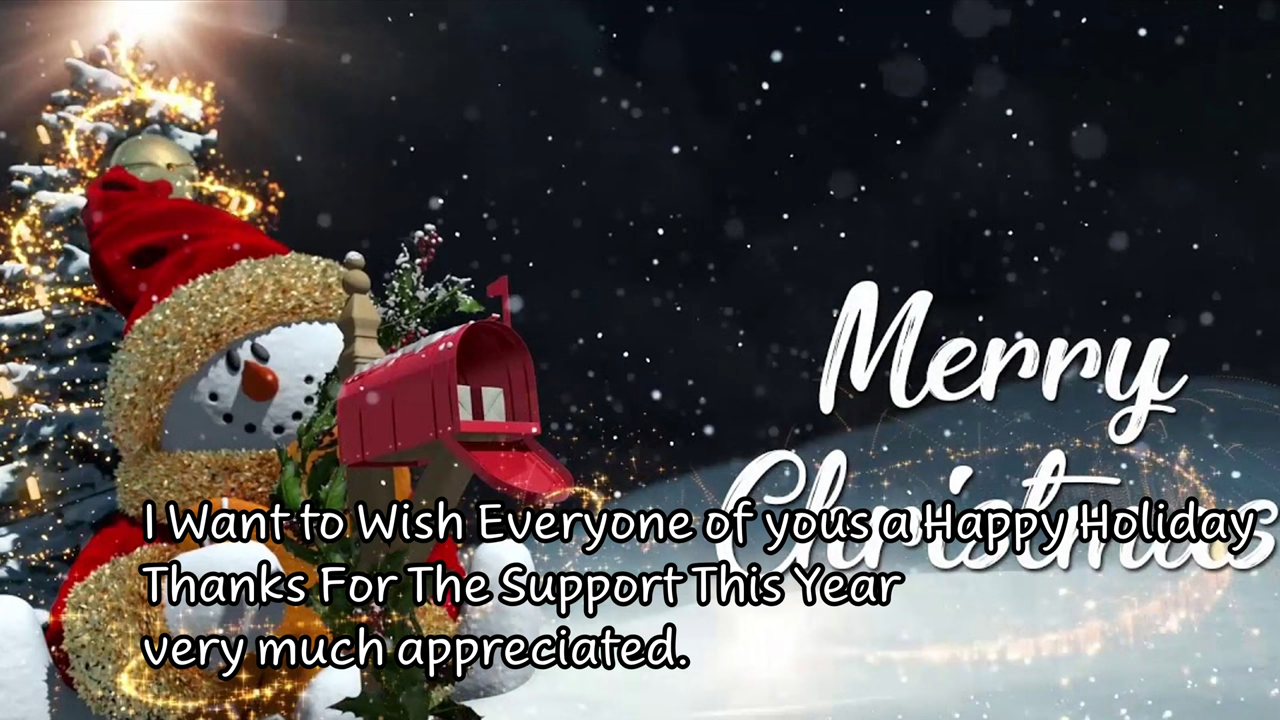 Merry
Christmas
I Want to Wish Everyone of yous a Happy Holiday
Thanks For The Support This Year
very much appreciated.